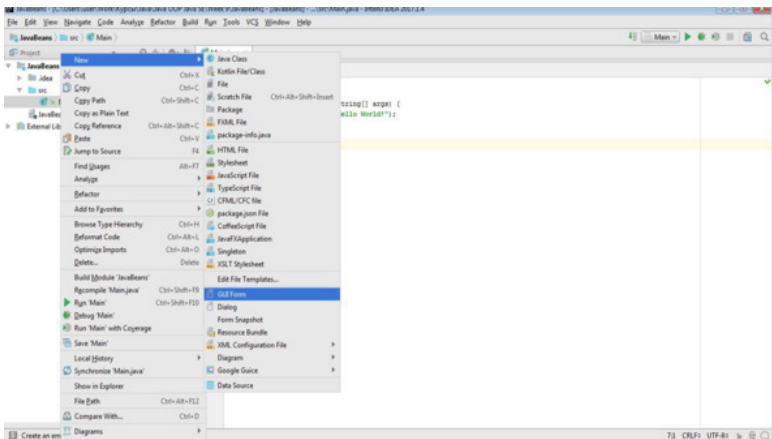 File Edit View Navigate Code Analyze Refactor Build Run Tools VCS Window Help
JavaBeans src Main
Main
Project
JavaBeans
.idea
src
External Lib
New
Cut Ctrl+X
Copy Ctrl+C
Copy Path Ctrl+Shift+C
Copy as Plain Text
Copy Reference Ctrl+Alt+Shift+C
Paste Ctrl+V
Jump to Source F4
Find Usages Alt+F7
Analyze
Refactor
Add to Favorites
Browse Type Hierarchy Ctrl+H
Reformat Code Ctrl+Alt+L
Optimize Imports Ctrl+Alt+O
Delete... Delete
Build Module 'JavaBeans'
Recompile 'Main.java' Ctrl+Shift+F9
Run 'Main' Ctrl+Shift+F10
Debug 'Main'
Run 'Main' with Coverage
Save 'Main'
Local History
Synchronize 'Main.java'
Show in Explorer
File Path Ctrl+Alt+F12
Compare With... Ctrl+D
Diagrams
Java Class
Kotlin File/Class
File
Scratch File Ctrl+Alt+Shift+Insert
Package
FXML File
package-info.java
HTML File
Stylesheet
JavaScript File
TypeScript File
CFML/CFC file
package.json File
CoffeeScript File
JavaFXApplication
Singleton
XSLT Stylesheet
Edit File Templates...
GUI Form
Dialog
Form Snapshot
Resource Bundle
XML Configuration File
Diagram
Google Guice
Data Source
tring[] args) {
ello World!");
Create an em
7:1 CRLF: UTF-8: